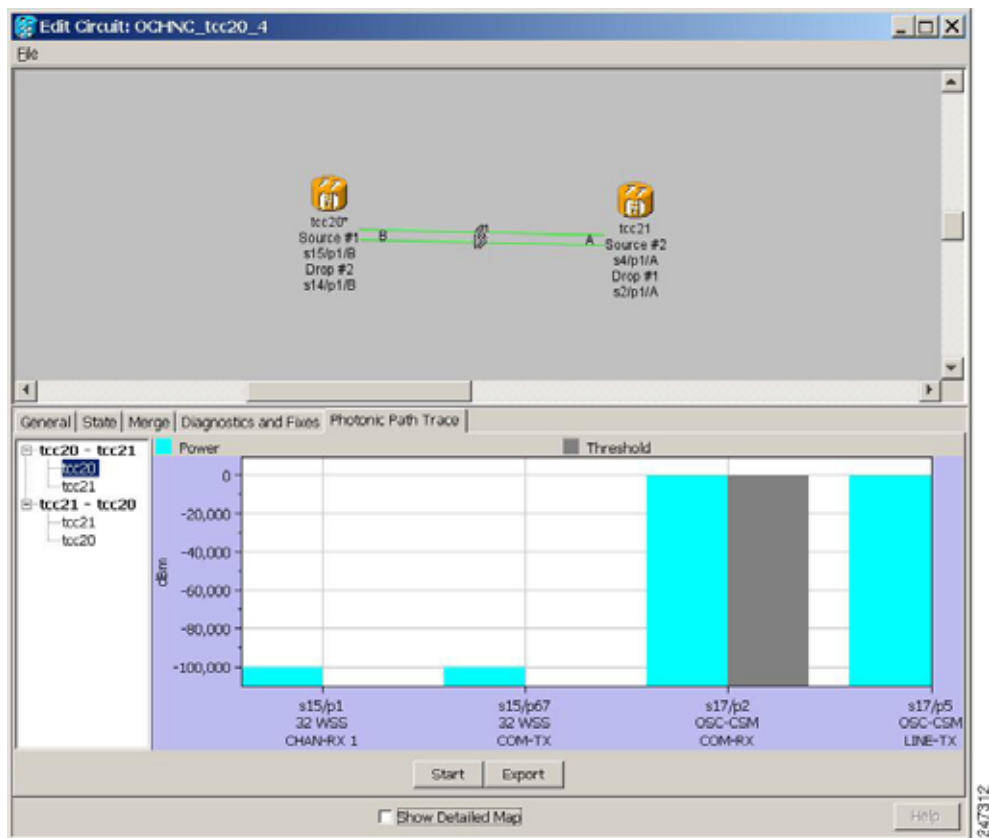 Edit Circuit: OCHNC_tcc20_4
File
tcc20*
Source #1
s15/p1/B
Drop #2
s14/p1/B
B
A
tcc21
Source #2
s4/p1/A
Drop #1
s2/p1/A
General State Merge Diagnostics and Fixes Photonic Path Trace
tcc20 - tcc21
tcc20
tcc21
tcc21 - tcc20
tcc21
tcc20
Power Threshold
dBm
0
-20,000
-40,000
-60,000
-80,000
-100,000
s15/p1
32 WSS
CHAN-RX 1
s15/p67
32 WSS
COM-TX
s17/p2
OSC-CSM
COM-RX
s17/p5
OSC-CSM
LINE-TX
Start Export
Show Detailed Map
Help
247312